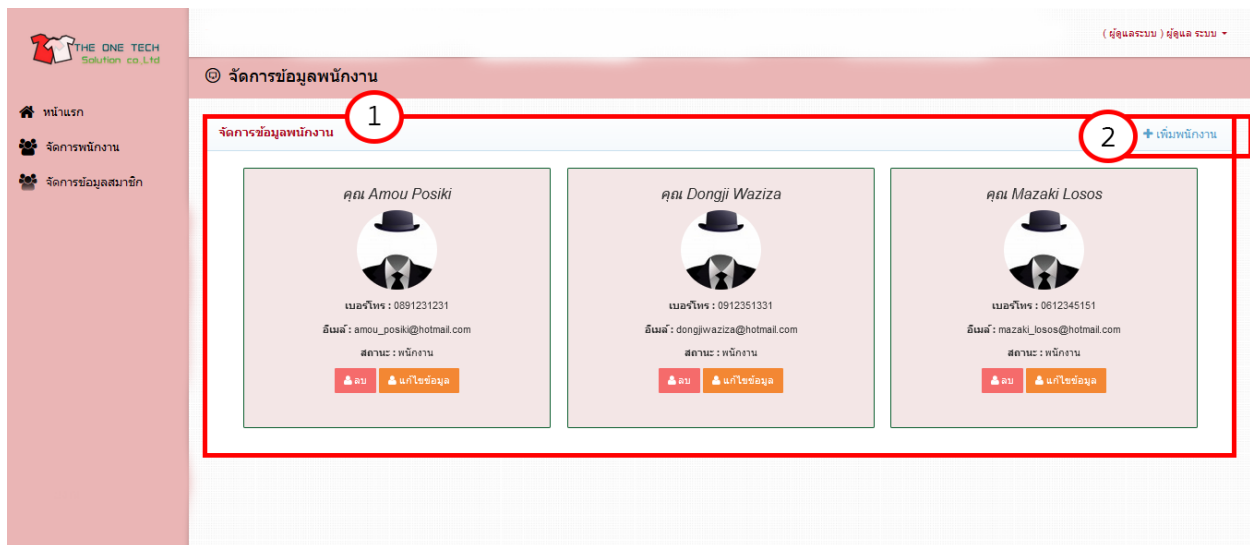 THE ONE TECH
Solution co.,Ltd
( ผู้ดูแลระบบ ) ผู้ดูแล ระบบ
จัดการข้อมูลพนักงาน
หน้าแรก
จัดการพนักงาน
จัดการข้อมูลสมาชิก
1
จัดการข้อมูลพนักงาน
2
เพิ่มพนักงาน
คุณ Amou Posiki
เบอร์โทร : 0891231231
อีเมล์ : amou_posiki@hotmail.com
สถานะ : พนักงาน
ลบ
แก้ไขข้อมูล
คุณ Dongji Waziza
เบอร์โทร : 0912351331
อีเมล์ : dongjiwaziza@hotmail.com
สถานะ : พนักงาน
ลบ
แก้ไขข้อมูล
คุณ Mazaki Losos
เบอร์โทร : 0612345151
อีเมล์ : mazaki_losos@hotmail.com
สถานะ : พนักงาน
ลบ
แก้ไขข้อมูล